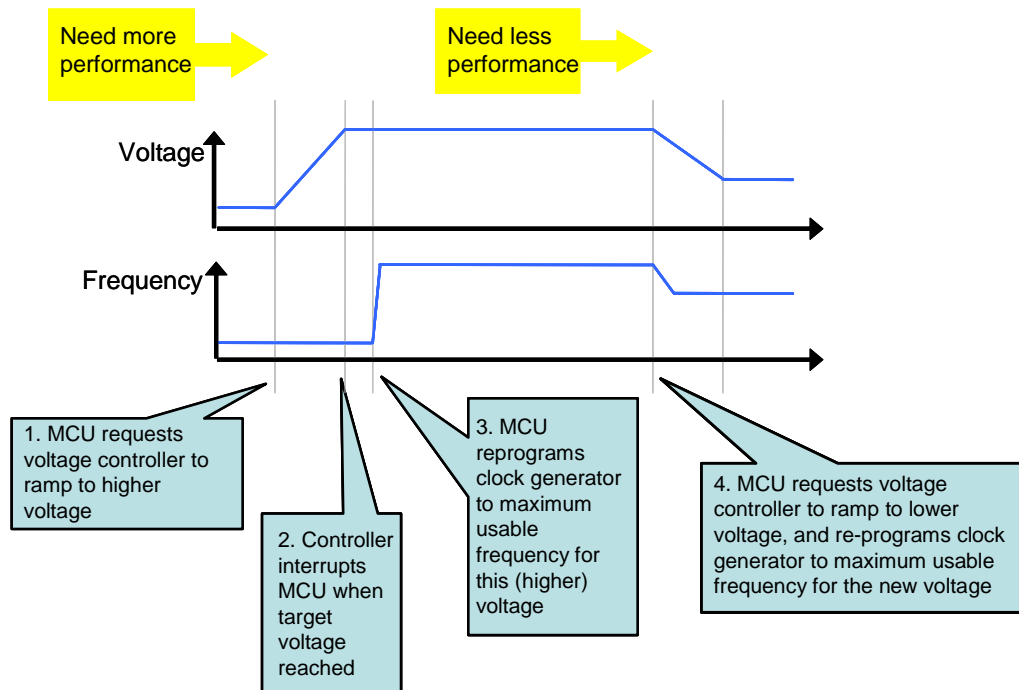 Need more
performance
Need less
performance
Voltage
Frequency
1. MCU requests
voltage controller to
ramp to higher
voltage
2. Controller
interrupts
MCU when
target
voltage
reached
3. MCU
reprograms
clock generator
to maximum
usable
frequency for
this (higher)
voltage
4. MCU requests voltage
controller to ramp to lower
voltage, and re-programs clock
generator to maximum usable
frequency for the new voltage